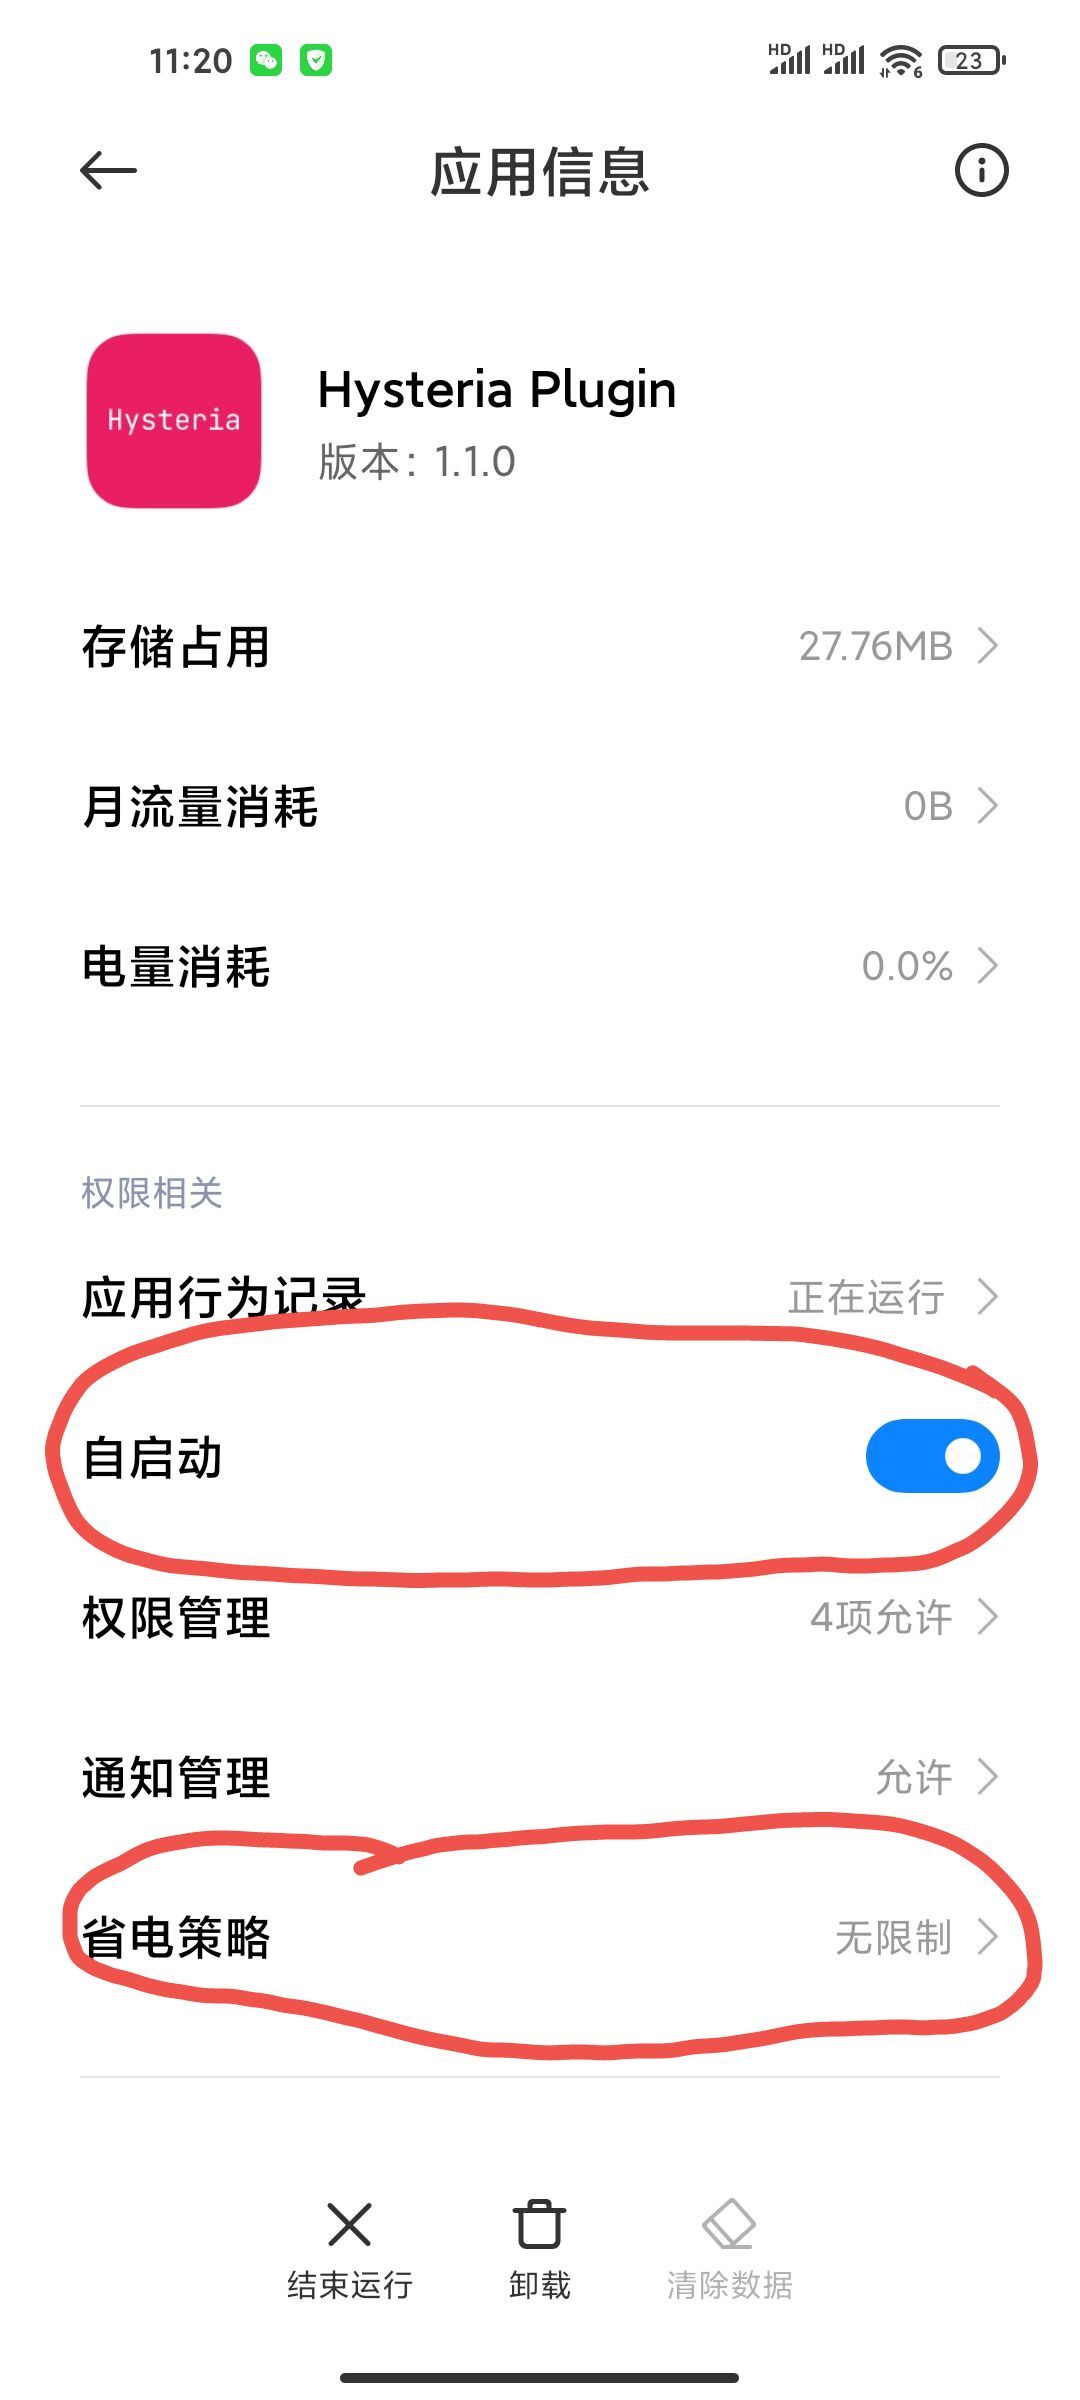 11:20 HD HD 6 23
应用信息
Hysteria
Hysteria Plugin
版本：1.1.0
存储占用 27.76MB
月流量消耗 0B
电量消耗 0.0%
权限相关
应用行为记录 正在运行
自启动
权限管理 4项允许
通知管理 允许
省电策略 无限制
结束运行 卸载 清除数据